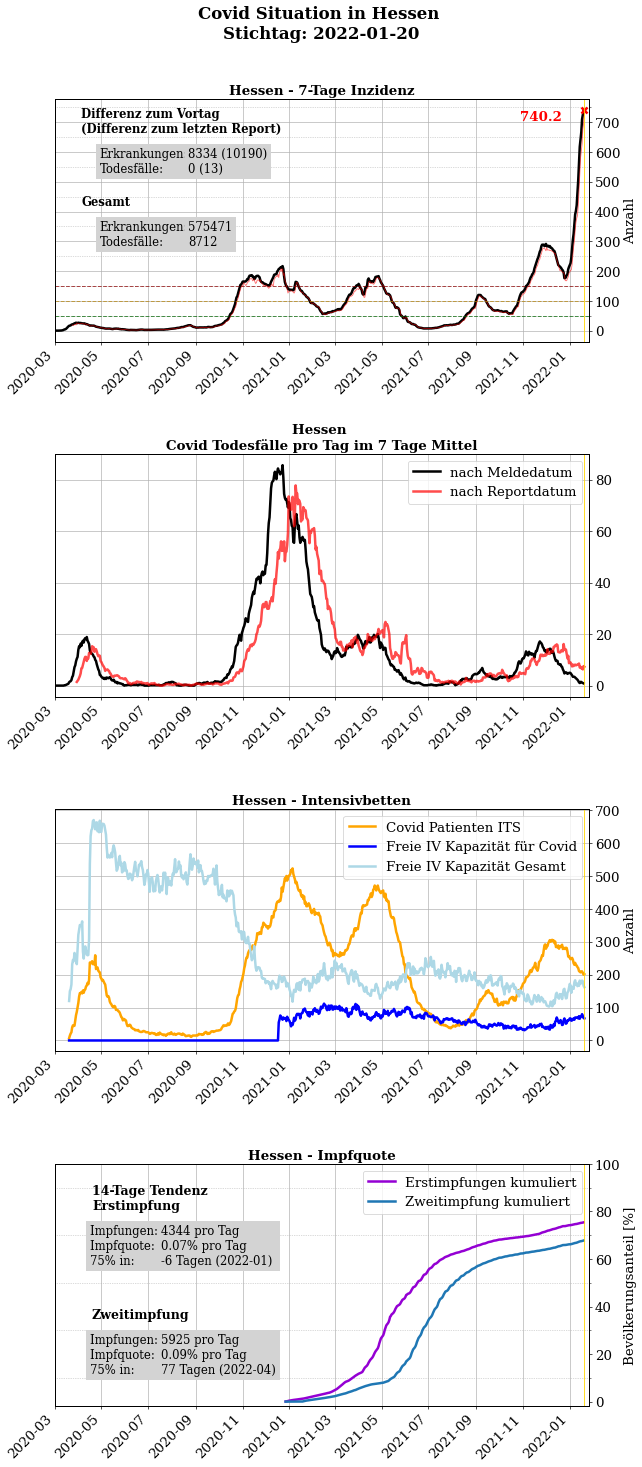 Covid Situation in Hessen
Stichtag: 2022-01-20
Hessen - 7-Tage Inzidenz
Differenz zum Vortag
(Differenz zum letzten Report)
Erkrankungen 8334 (10190)
Todesfälle: 0 (13)
Gesamt
Erkrankungen 575471
Todesfälle: 8712
740.2
700
600
500
400
300
200
100
0
Anzahl
2020-03
2020-05
2020-07
2020-09
2020-11
2021-01
2021-03
2021-05
2021-07
2021-09
2021-11
2022-01
Hessen
Covid Todesfälle pro Tag im 7 Tage Mittel
nach Meldedatum
nach Reportdatum
80
60
40
20
0
2020-03
2020-05
2020-07
2020-09
2020-11
2021-01
2021-03
2021-05
2021-07
2021-09
2021-11
2022-01
Hessen - Intensivbetten
Covid Patienten ITS
Freie IV Kapazität für Covid
Freie IV Kapazität Gesamt
700
600
500
400
300
200
100
0
Anzahl
2020-03
2020-05
2020-07
2020-09
2020-11
2021-01
2021-03
2021-05
2021-07
2021-09
2021-11
2022-01
Hessen - Impfquote
14-Tage Tendenz
Erstimpfung
Impfungen: 4344 pro Tag
Impfquote: 0.07% pro Tag
75% in: -6 Tagen (2022-01)
Zweitimpfung
Impfungen: 5925 pro Tag
Impfquote: 0.09% pro Tag
75% in: 77 Tagen (2022-04)
Erstimpfungen kumuliert
Zweitimpfung kumuliert
100
80
60
40
20
0
Bevölkerungsanteil [%]
2020-03
2020-05
2020-07
2020-09
2020-11
2021-01
2021-03
2021-05
2021-07
2021-09
2021-11
2022-01